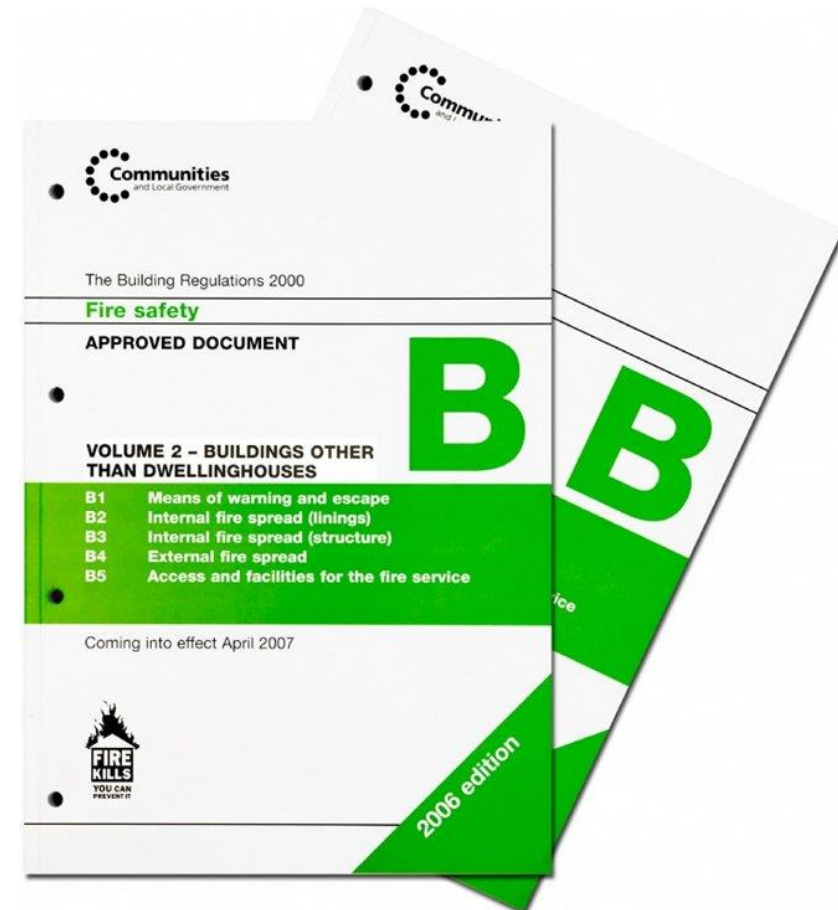 Communities
and Local Government
The Building Regulations 2000
Fire safety
APPROVED DOCUMENT
B
VOLUME 2 – BUILDINGS OTHER
THAN DWELLINGHOUSES
B1 Means of warning and escape
B2 Internal fire spread (linings)
B3 Internal fire spread (structure)
B4 External fire spread
B5 Access and facilities for the fire service
Coming into effect April 2007
FIRE
KILLS
YOU CAN
PREVENT IT
2006 edition
B